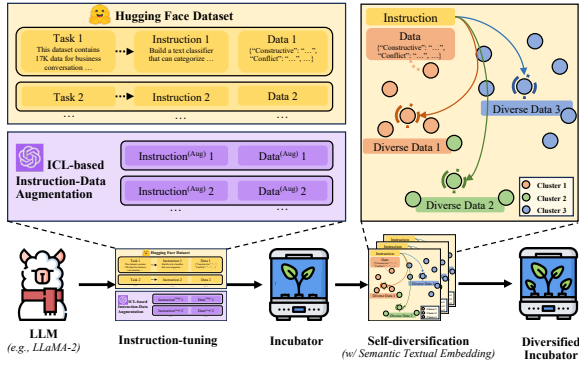 Hugging Face Dataset
Task 1
This dataset contains
17K data for business
conversation ...
Instruction 1
Build a text classifier
that can categorize ...
Data 1
{"Constructive": "...",
"Conflict": "...", ...}
Task 2
Instruction 2
Data 2
...
...
...
ICL-based
Instruction-Data
Augmentation
Instruction(Aug) 1
Data(Aug) 1
Instruction(Aug) 2
Data(Aug) 2
...
...
Instruction
Data
{"Constructive": "...",
"Conflict": "...", ...}
Diverse Data 3
Diverse Data 1
Diverse Data 2
Cluster 1
Cluster 2
Cluster 3
LLM
(e.g., LLaMA-2)
Instruction-tuning
Incubator
Self-diversification
(w/ Semantic Textual Embedding)
Diversified
Incubator